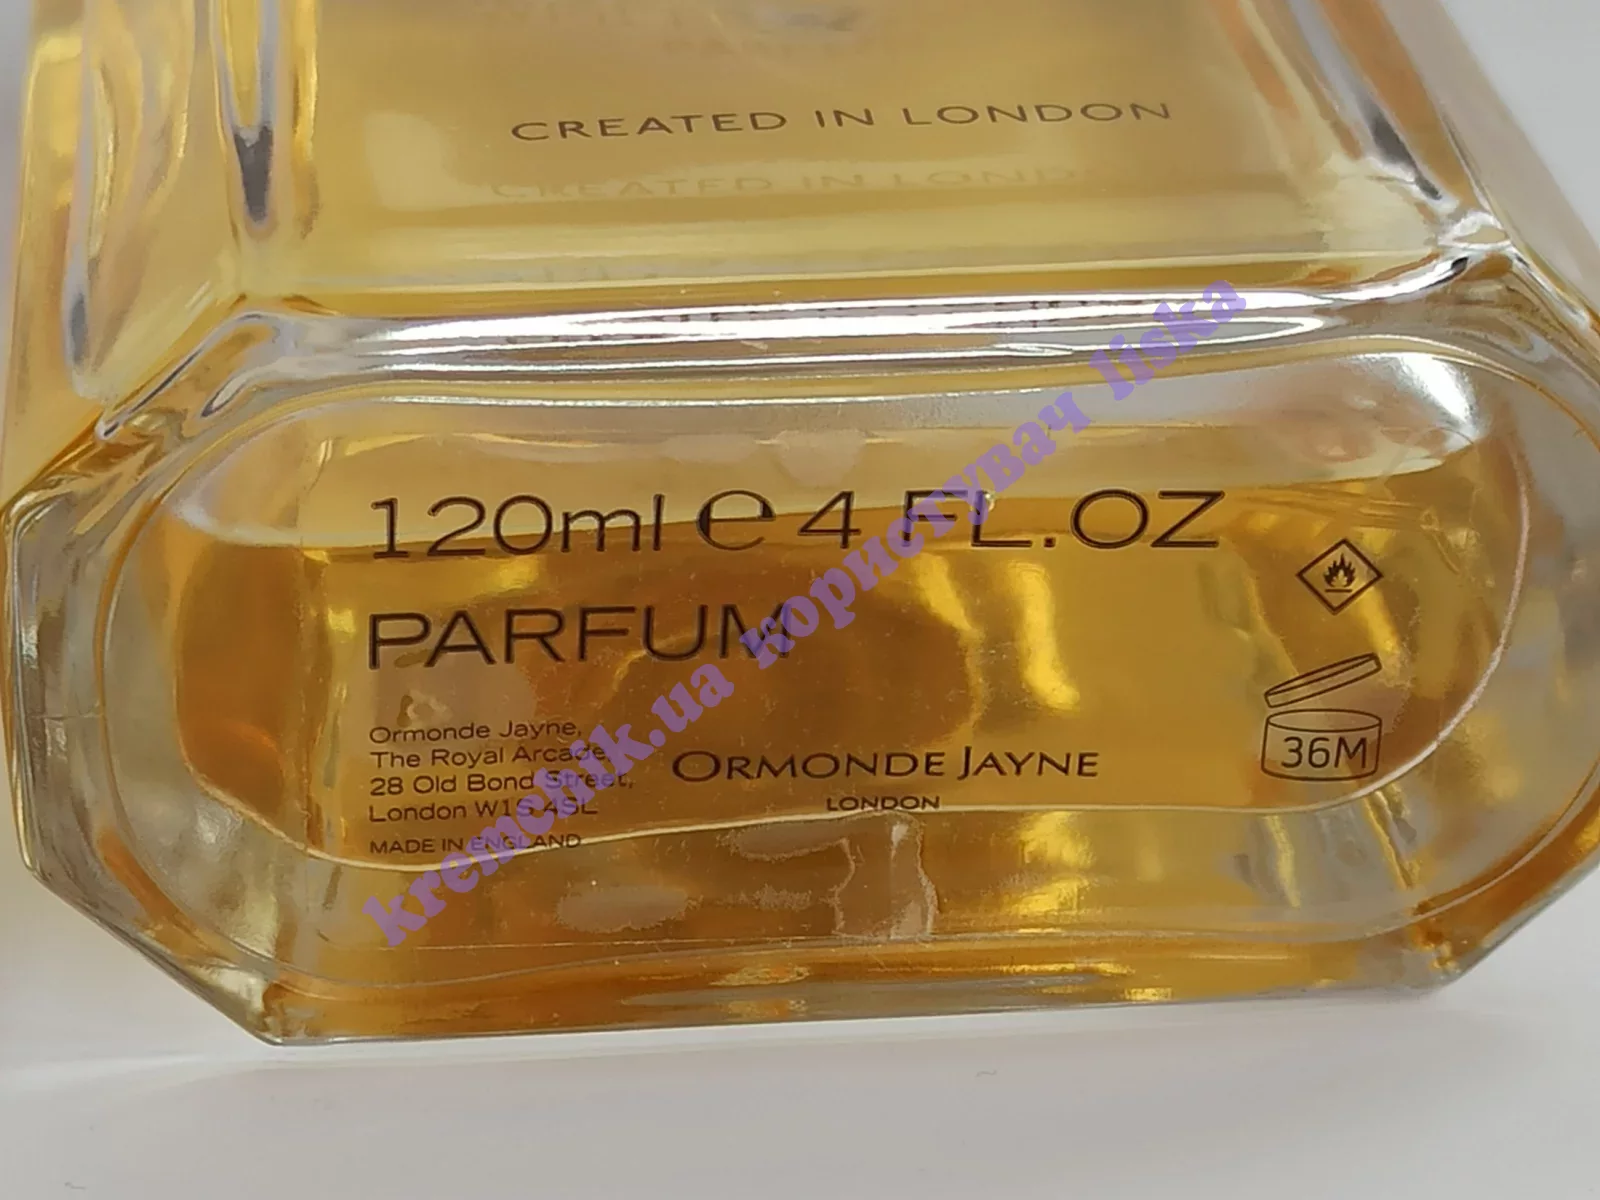 CREATED IN LONDON
120ml e 4 FL.OZ
PARFUM
Ormonde Jayne,
The Royal Arcade,
28 Old Bond Street,
London W1S 4SL
MADE IN ENGLAND
ORMONDE JAYNE
LONDON
36M
kremchik.ua користувач liska